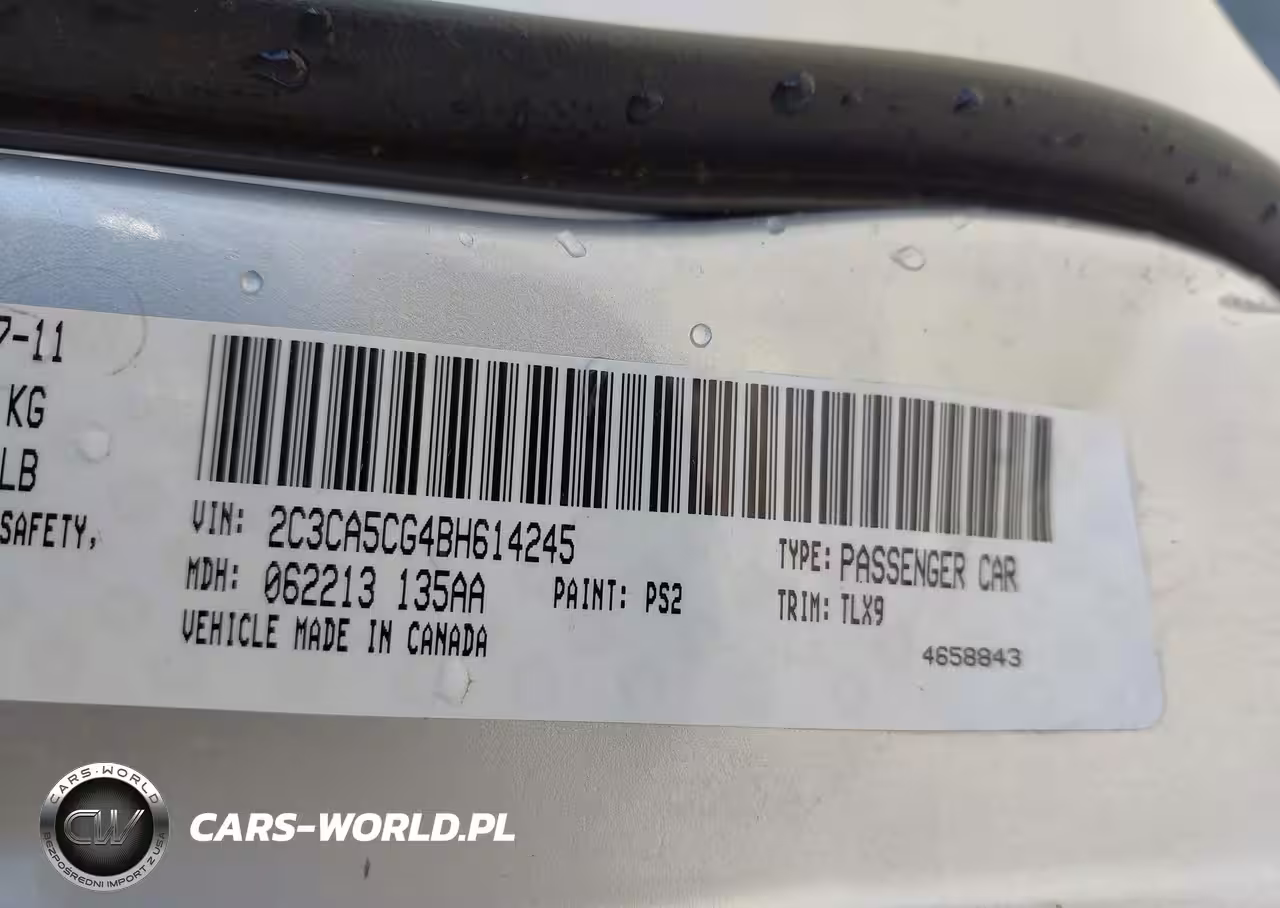 7-11
KG
LB
SAFETY,
VIN: 2C3CA5CG4BH614245
MDH: 062213 135AA
PAINT: PS2
VEHICLE MADE IN CANADA
TYPE: PASSENGER CAR
TRIM: TLX9
4658843
CARS·WORLD
CW
BEZPOŚREDNI IMPORT Z USA
CARS-WORLD.PL